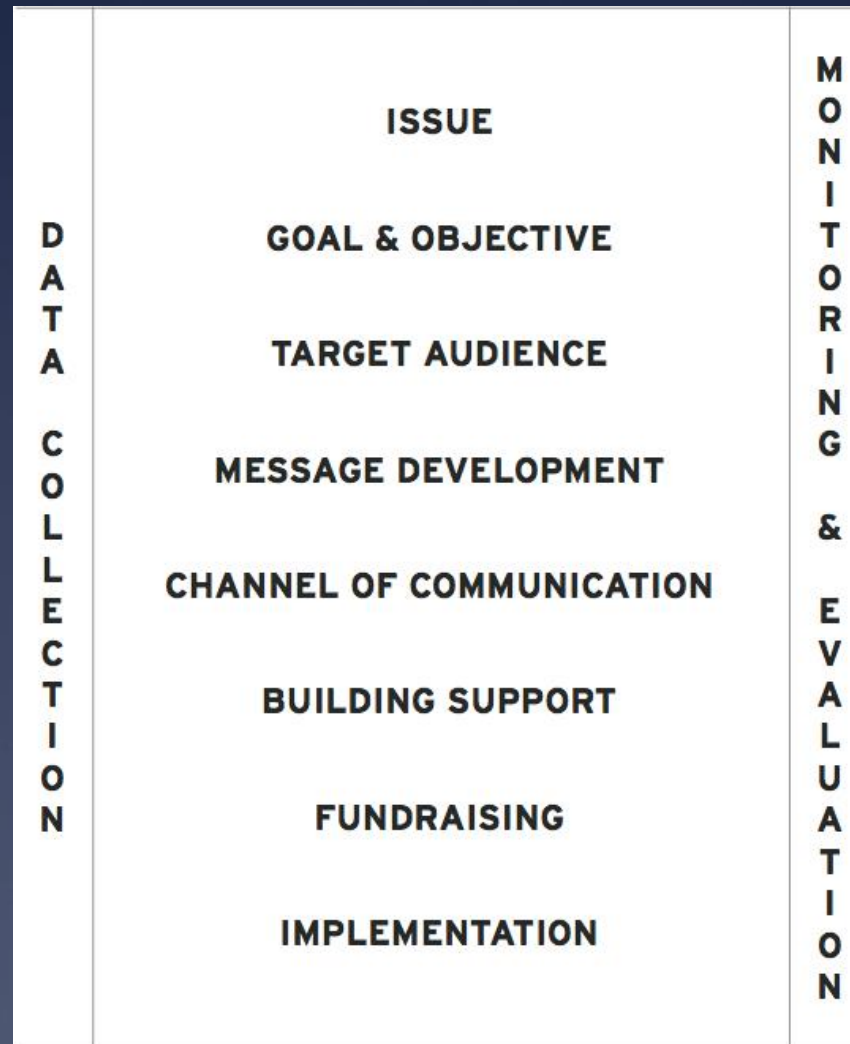 DATA COLLECTION
ISSUE
GOAL & OBJECTIVE
TARGET AUDIENCE
MESSAGE DEVELOPMENT
CHANNEL OF COMMUNICATION
BUILDING SUPPORT
FUNDRAISING
IMPLEMENTATION
MONITORING & EVALUATION